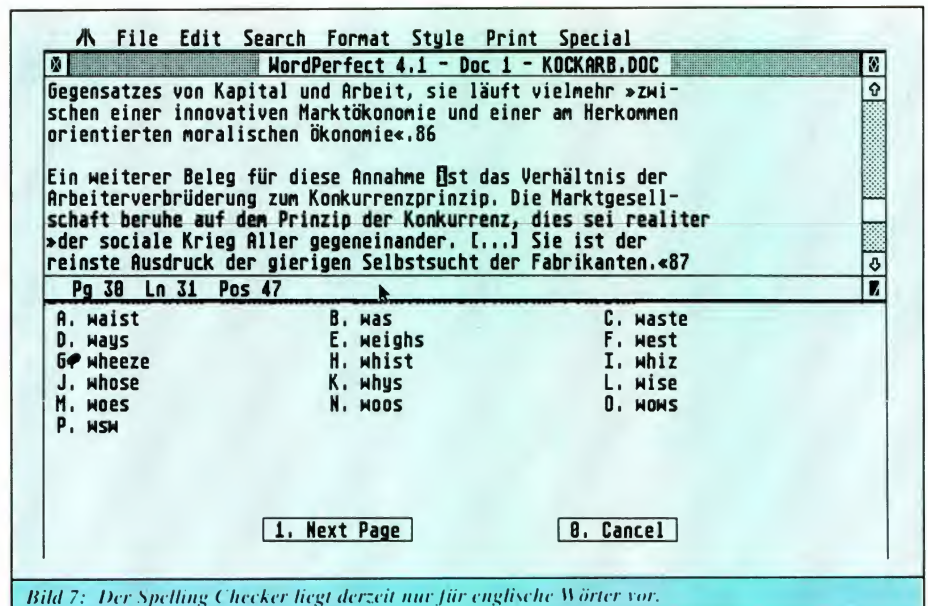 File Edit Search Format Style Print Special
WordPerfect 4.1 - Doc 1 - KOCKARB.DOC
Gegensatzes von Kapital und Arbeit, sie läuft vielmehr »zwi-
schen einer innovativen Marktökonomie und einer am Herkommen
orientierten moralischen Ökonomie«.86
Ein weiterer Beleg für diese Annahme ist das Verhältnis der
Arbeiterverbrüderung zum Konkurrenzprinzip. Die Marktgesell-
schaft beruhe auf dem Prinzip der Konkurrenz, dies sei realiter
»der sociale Krieg Aller gegeneinander. [...] Sie ist der
reinste Ausdruck der gierigen Selbstsucht der Fabrikanten.«87
Pg 30 Ln 31 Pos 47
A. waist B. was C. waste
D. ways E. weighs F. west
G. wheeze H. whist I. whiz
J. whose K. whys L. wise
M. woes N. woos O. wows
P. wsw
1. Next Page 0. Cancel
Bild 7: Der Spelling Checker liegt derzeit nur für englische Wörter vor.